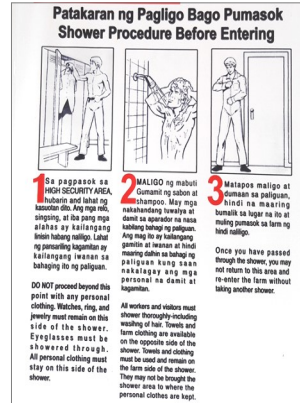 Patakaran ng Pagligo Bago Pumasok
Shower Procedure Before Entering
1 Sa pagpasok sa
HIGH SECURITY AREA,
hubarin and lahat ng
kasuotan dito. Ang mga relo,
singsing, at iba pang mga
alahas ay kailangang
linisin habang naliligo. Lahat
ng pansariling kagamitan ay
kailangang iwanan sa
bahaging ito ng paliguan.
DO NOT proceed beyond this
point with any personal
clothing. Watches, ring, and
jewelry must remain on this
side of the shower.
Eyeglasses must be
showered through.
All personal clothing must
stay on this side of the
shower.
2 MALIGO ng mabuti
Gumamit ng sabon at
shampoo. May mga
nakahandang tuwalya at
damit sa aparador na nasa
kabilang bahagi ng paliguan.
Ang mag ito ay kailangang
gamitin at iwanan at hindi
maaring dalhin sa bahagi ng
paliguan kung saan
nakalagay ang mga
personal na damit at
kagamitan.
All workers and visitors must
shower thoroughly-including
wasihng of hair. Towels and
farm clothing are available
on the opposite side of the
shower. Towels and clothing
must be used and remain on
the farm side of the shower.
They may not be brought
shower area to where the
personal clothes are kept.
3 Matapos maligo at
dumaan sa paliguan,
hindi na maaring
bumalik sa lugar na ito at
muling pumasok sa farm ng
hindi naliligo.
Once you have passed
through the shower, you may
not return to this area and
re-enter the farm without
taking another shower.